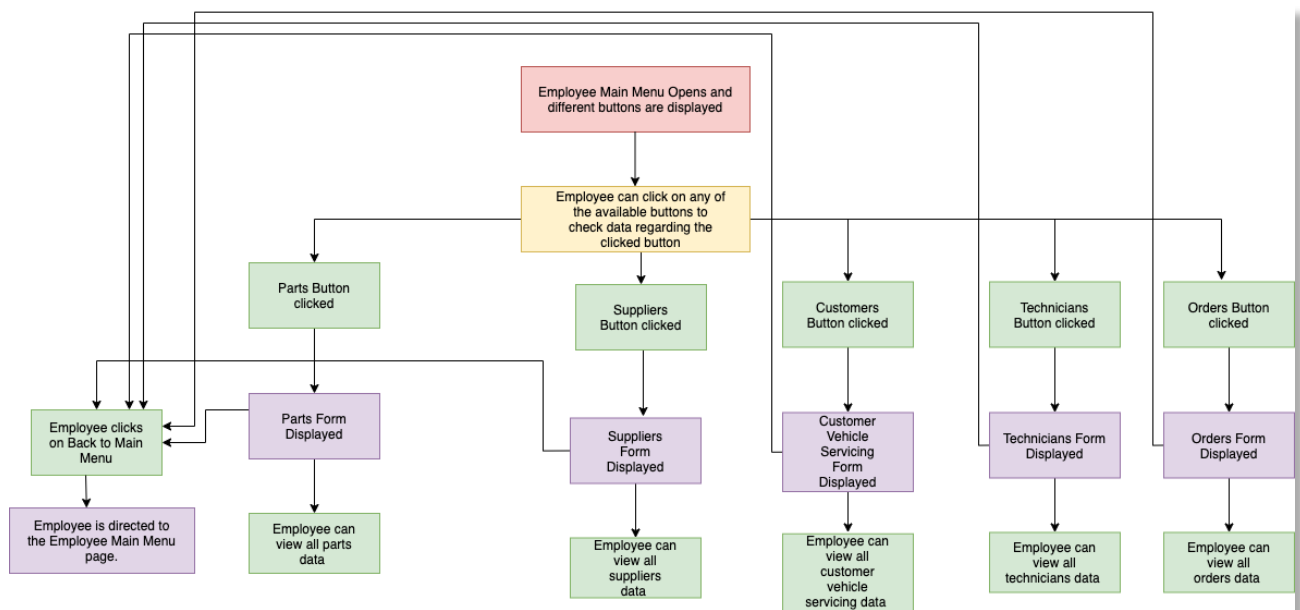 Employee Main Menu Opens and
different buttons are displayed
Employee can click on any of
the available buttons to
check data regarding the
clicked button
Parts Button
clicked
Suppliers
Button clicked
Customers
Button clicked
Technicians
Button clicked
Orders Button
clicked
Employee clicks
on Back to Main
Menu
Parts Form
Displayed
Suppliers
Form
Displayed
Customer
Vehicle
Servicing
Form
Displayed
Technicians Form
Displayed
Orders Form
Displayed
Employee is directed to
the Employee Main Menu
page.
Employee can
view all parts
data
Employee can
view all
suppliers
data
Employee can
view all
customer
vehicle
servicing data
Employee can
view all
technicians data
Employee can
view all
orders data